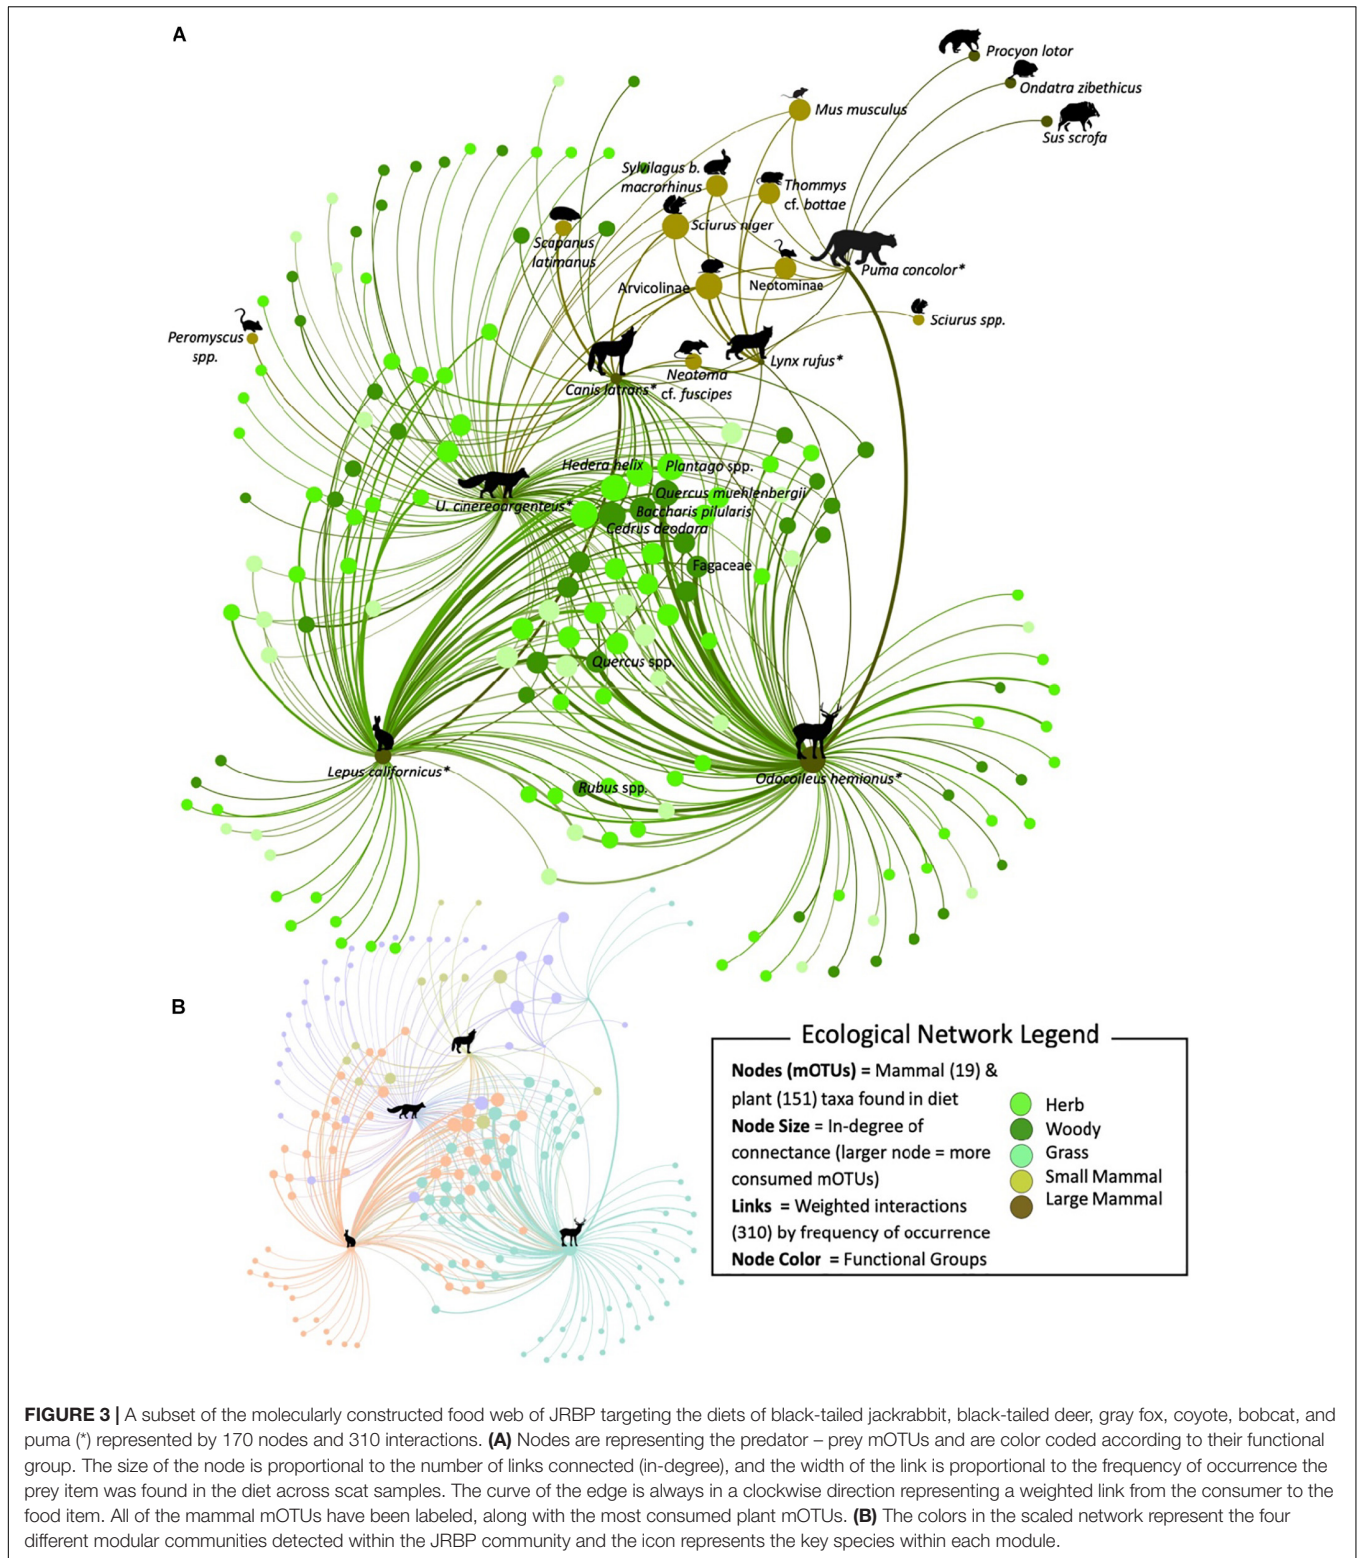 A
Procyon lotor
Ondatra zibethicus
Mus musculus
Sus scrofa
Sylvilagus b.
macrorhinus
Thommys
cf. bottae
Sciurus niger
Scapanus
latimanus
Puma concolor*
Arvicolinae
Neotominae
Sciurus spp.
Peromyscus
spp.
Lynx rufus*
Neotoma
cf. fuscipes
Canis latrans*
Hedera helix
Plantago spp.
Quercus muehlenbergii
U. cinereoargenteus*
Baccharis pilularis
Cedrus deodara
Fagaceae
Quercus spp.
Lepus californicus*
Odocoileus hemionus*
Rubus spp.
B
Ecological Network Legend
Nodes (mOTUs) = Mammal (19) &
plant (151) taxa found in diet
Node Size = In-degree of
connectance (larger node = more
consumed mOTUs)
Links = Weighted interactions
(310) by frequency of occurrence
Node Color = Functional Groups
Herb
Woody
Grass
Small Mammal
Large Mammal
FIGURE 3 | A subset of the molecularly constructed food web of JRBP targeting the diets of black-tailed jackrabbit, black-tailed deer, gray fox, coyote, bobcat, and
puma (*) represented by 170 nodes and 310 interactions. (A) Nodes are representing the predator – prey mOTUs and are color coded according to their functional
group. The size of the node is proportional to the number of links connected (in-degree), and the width of the link is proportional to the frequency of occurrence the
prey item was found in the diet across scat samples. The curve of the edge is always in a clockwise direction representing a weighted link from the consumer to the
food item. All of the mammal mOTUs have been labeled, along with the most consumed plant mOTUs. (B) The colors in the scaled network represent the four
different modular communities detected within the JRBP community and the icon represents the key species within each module.